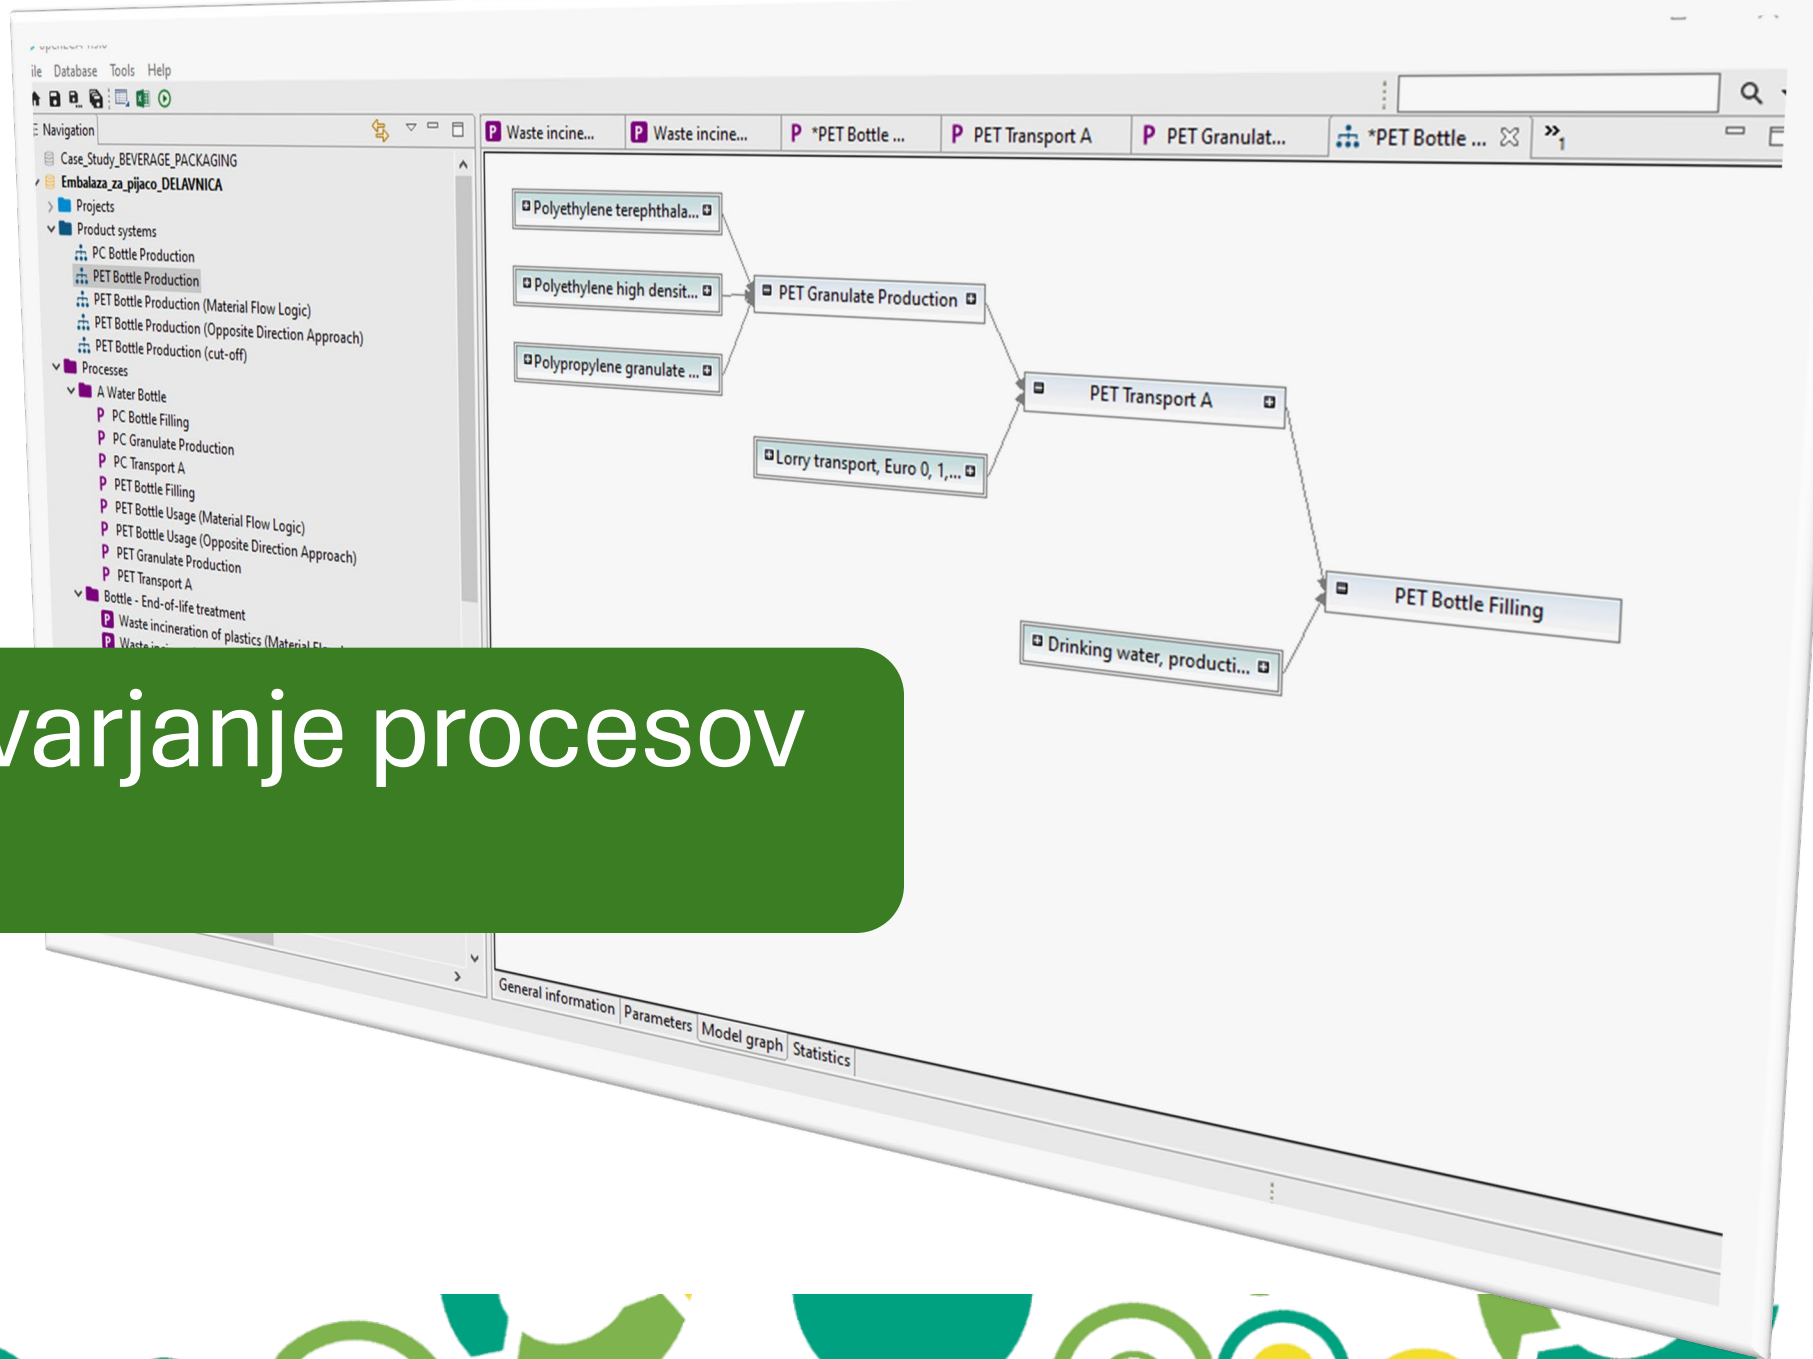 Database Tools Help
Navigation
Case_Study_BEVERAGE_PACKAGING
Embalaza_za_pijaco_DELAVNICA
Projects
Product systems
PC Bottle Production
PET Bottle Production
PET Bottle Production (Material Flow Logic)
PET Bottle Production (Opposite Direction Approach)
PET Bottle Production (cut-off)
Processes
A Water Bottle
PC Bottle Filling
PC Granulate Production
PC Transport A
PET Bottle Filling
PET Bottle Usage (Material Flow Logic)
PET Bottle Usage (Opposite Direction Approach)
PET Granulate Production
PET Transport A
Bottle - End-of-life treatment
Waste incineration of plastics (Material
Waste
P Waste incine... P Waste incine... P *PET Bottle ... P PET Transport A P PET Granulat... *PET Bottle ... »1
Polyethylene terephthala...
Polyethylene high densit...
Polypropylene granulate ...
PET Granulate Production
PET Transport A
Lorry transport, Euro 0, 1,...
PET Bottle Filling
Drinking water, producti...
varjanje procesov
General information Parameters Model graph Statistics